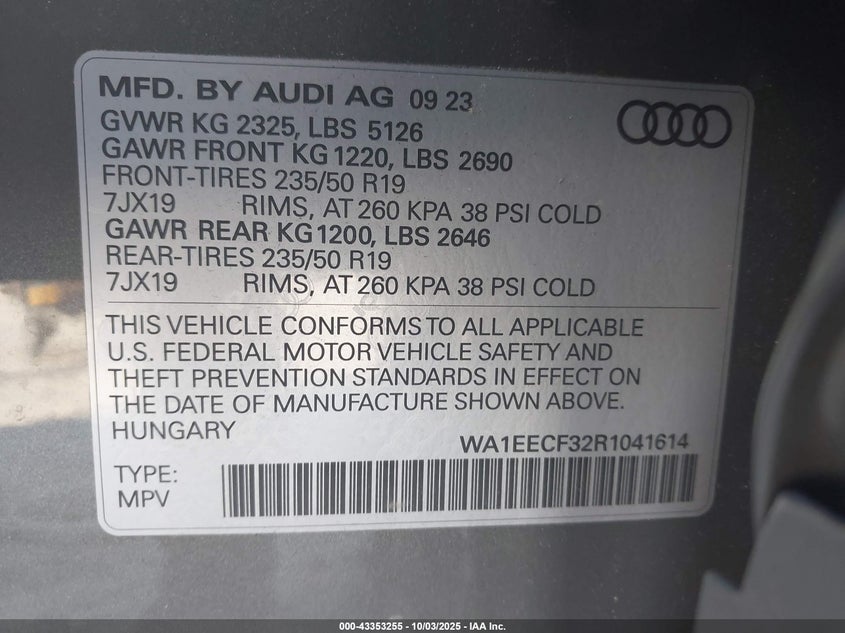 MFD. BY AUDI AG 09 23
GVWR KG 2325, LBS 5126
GAWR FRONT KG 1220, LBS 2690
FRONT-TIRES 235/50 R19
7JX19 RIMS, AT 260 KPA 38 PSI COLD
GAWR REAR KG 1200, LBS 2646
REAR-TIRES 235/50 R19
7JX19 RIMS, AT 260 KPA 38 PSI COLD
THIS VEHICLE CONFORMS TO ALL APPLICABLE
U.S. FEDERAL MOTOR VEHICLE SAFETY AND
THEFT PREVENTION STANDARDS IN EFFECT ON
THE DATE OF MANUFACTURE SHOWN ABOVE.
HUNGARY
WA1EECF32R1041614
TYPE:
MPV
000-43353255 - 10/03/2025 - IAA Inc.